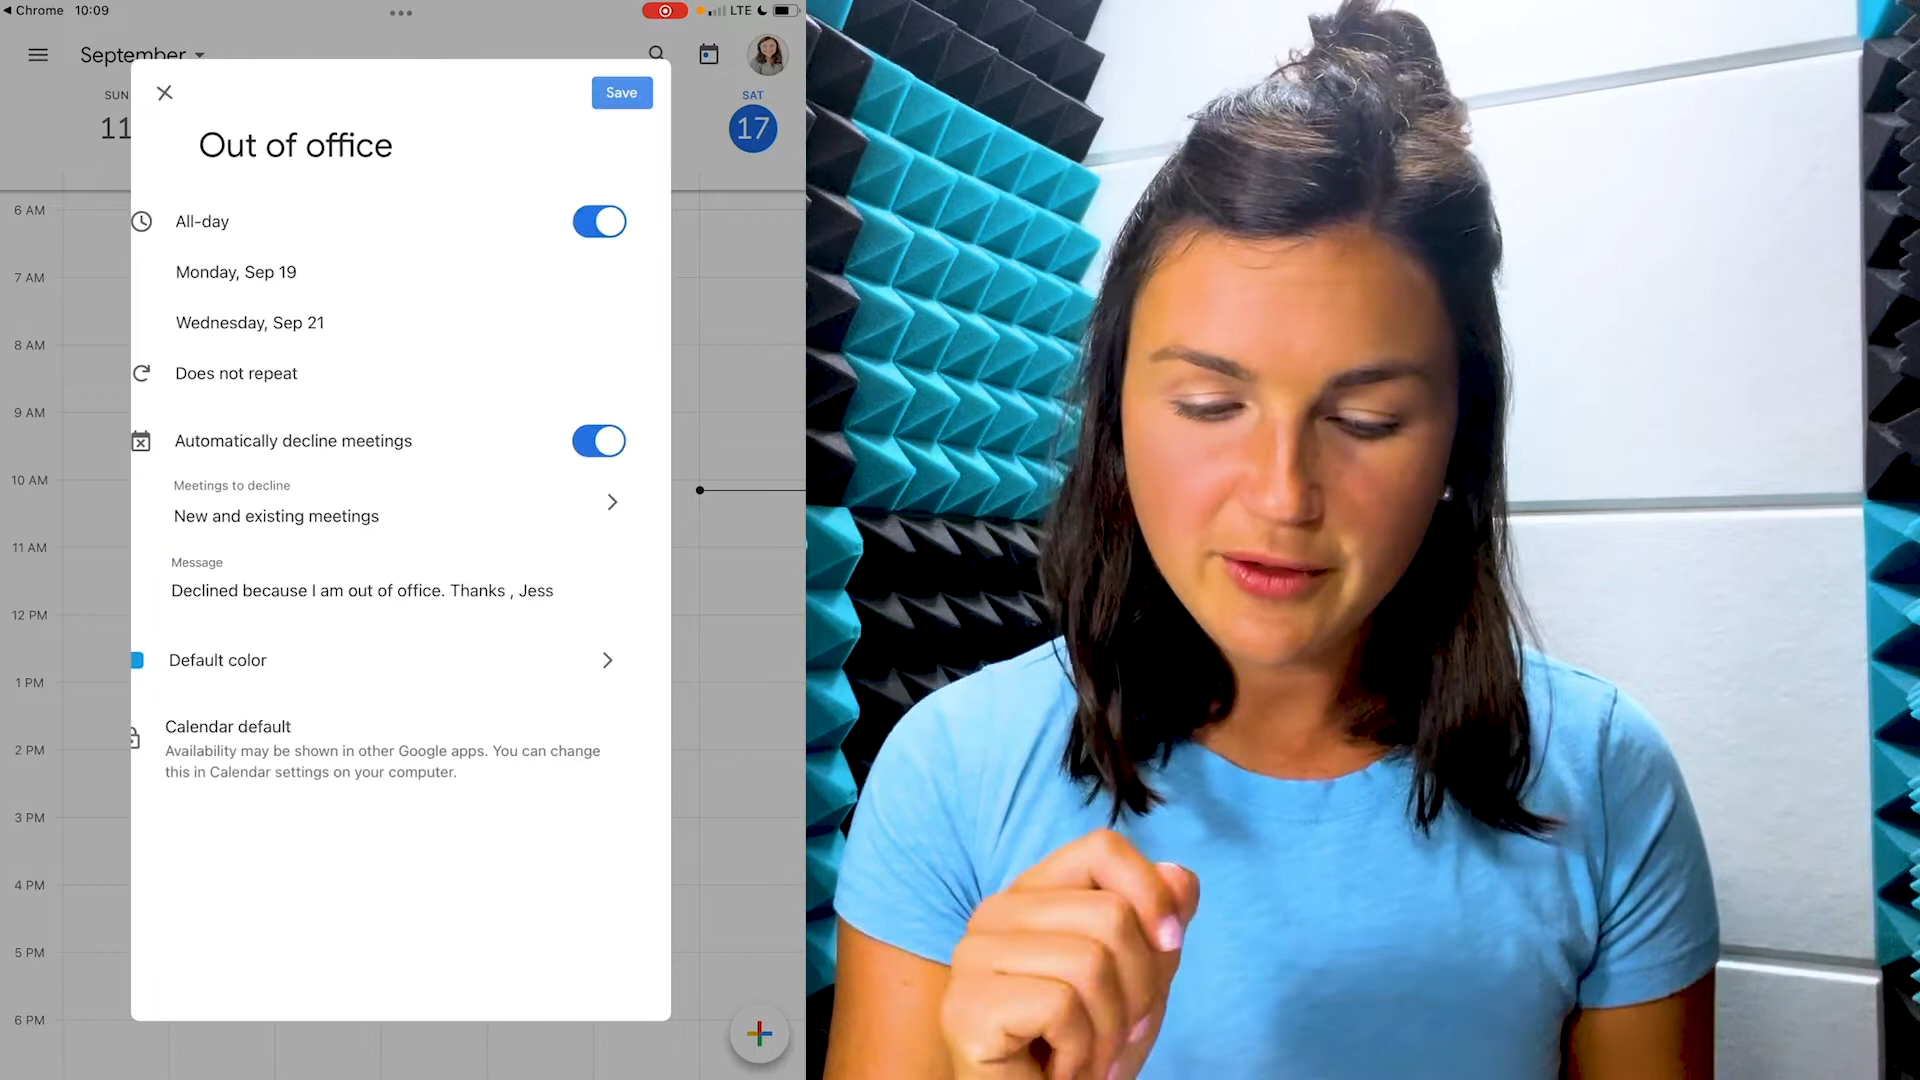 Chrome 10:09
LTE
September
SUN
11
SAT
17
Save
Out of office
All-day
Monday, Sep 19
Wednesday, Sep 21
Does not repeat
Automatically decline meetings
Meetings to decline
New and existing meetings
Message
Declined because I am out of office. Thanks , Jess
Default color
Calendar default
Availability may be shown in other Google apps. You can change
this in Calendar settings on your computer.
6 AM
7 AM
8 AM
9 AM
10 AM
11 AM
12 PM
1 PM
2 PM
3 PM
4 PM
5 PM
6 PM